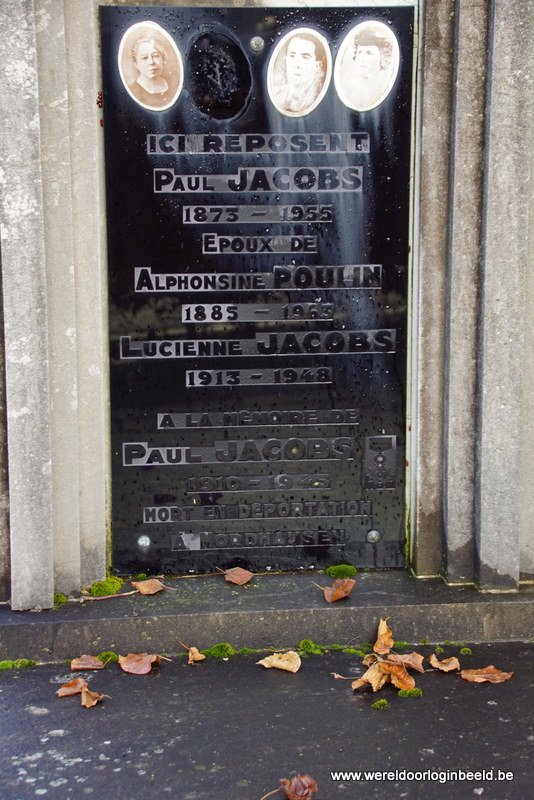 ICI REPOSENT
PAUL JACOBS
1873 - 1955
EPOUX DE
ALPHONSINE POULIN
1885 - 1963
LUCIENNE JACOBS
1913 - 1948
A LA MEMOIRE DE
PAUL JACOBS
1910 - 1945
MORT EN DÉPORTATION
A NORDHAUSEN
www.wereldoorloginbeeld.be